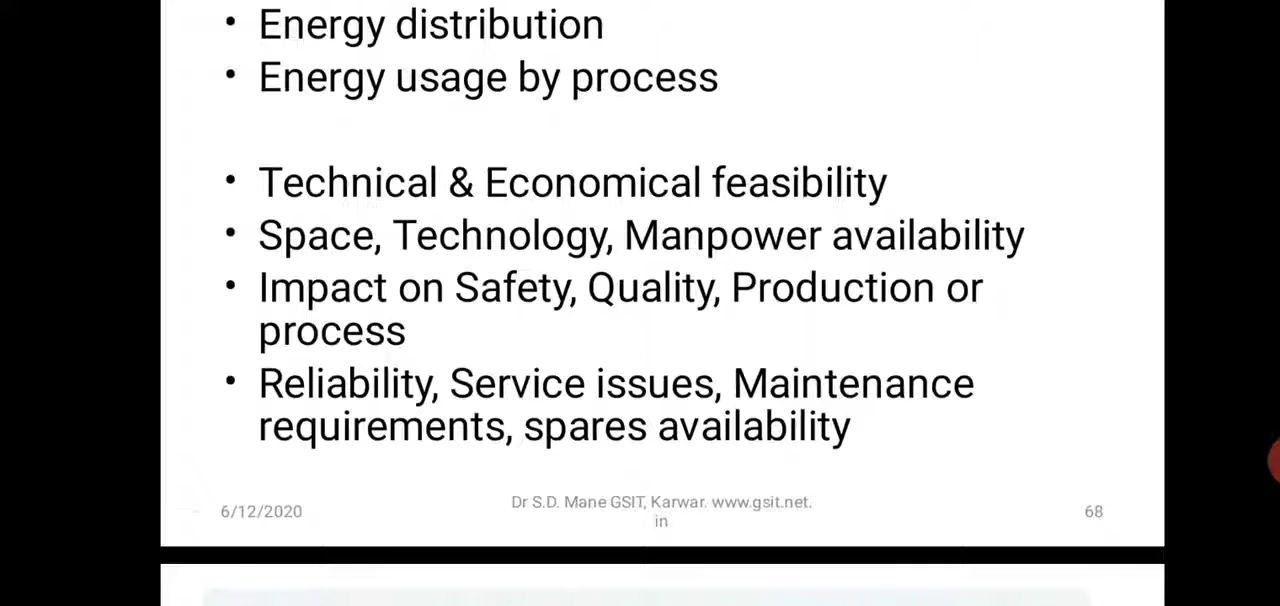 • Energy distribution
• Energy usage by process
• Technical & Economical feasibility
• Space, Technology, Manpower availability
• Impact on Safety, Quality, Production or
process
• Reliability, Service issues, Maintenance
requirements, spares availability
6/12/2020
Dr S.D. Mane GSIT, Karwar. www.gsit.net.
in
68